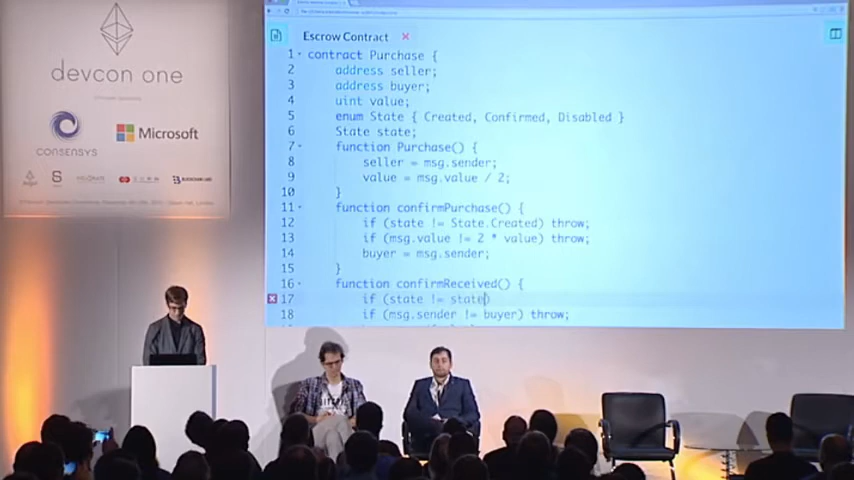 devcon one
CONSENSYS
Microsoft
Escrow Contract
1 contract Purchase {
2 address seller;
3 address buyer;
4 uint value;
5 enum State { Created, Confirmed, Disabled }
6 State state;
7 function Purchase() {
8 seller = msg.sender;
9 value = msg.value / 2;
10 }
11 function confirmPurchase() {
12 if (state != State.Created) throw;
13 if (msg.value != 2 * value) throw;
14 buyer = msg.sender;
15 }
16 function confirmReceived() {
17 if (state != state)
18 if (msg.sender != buyer) throw;